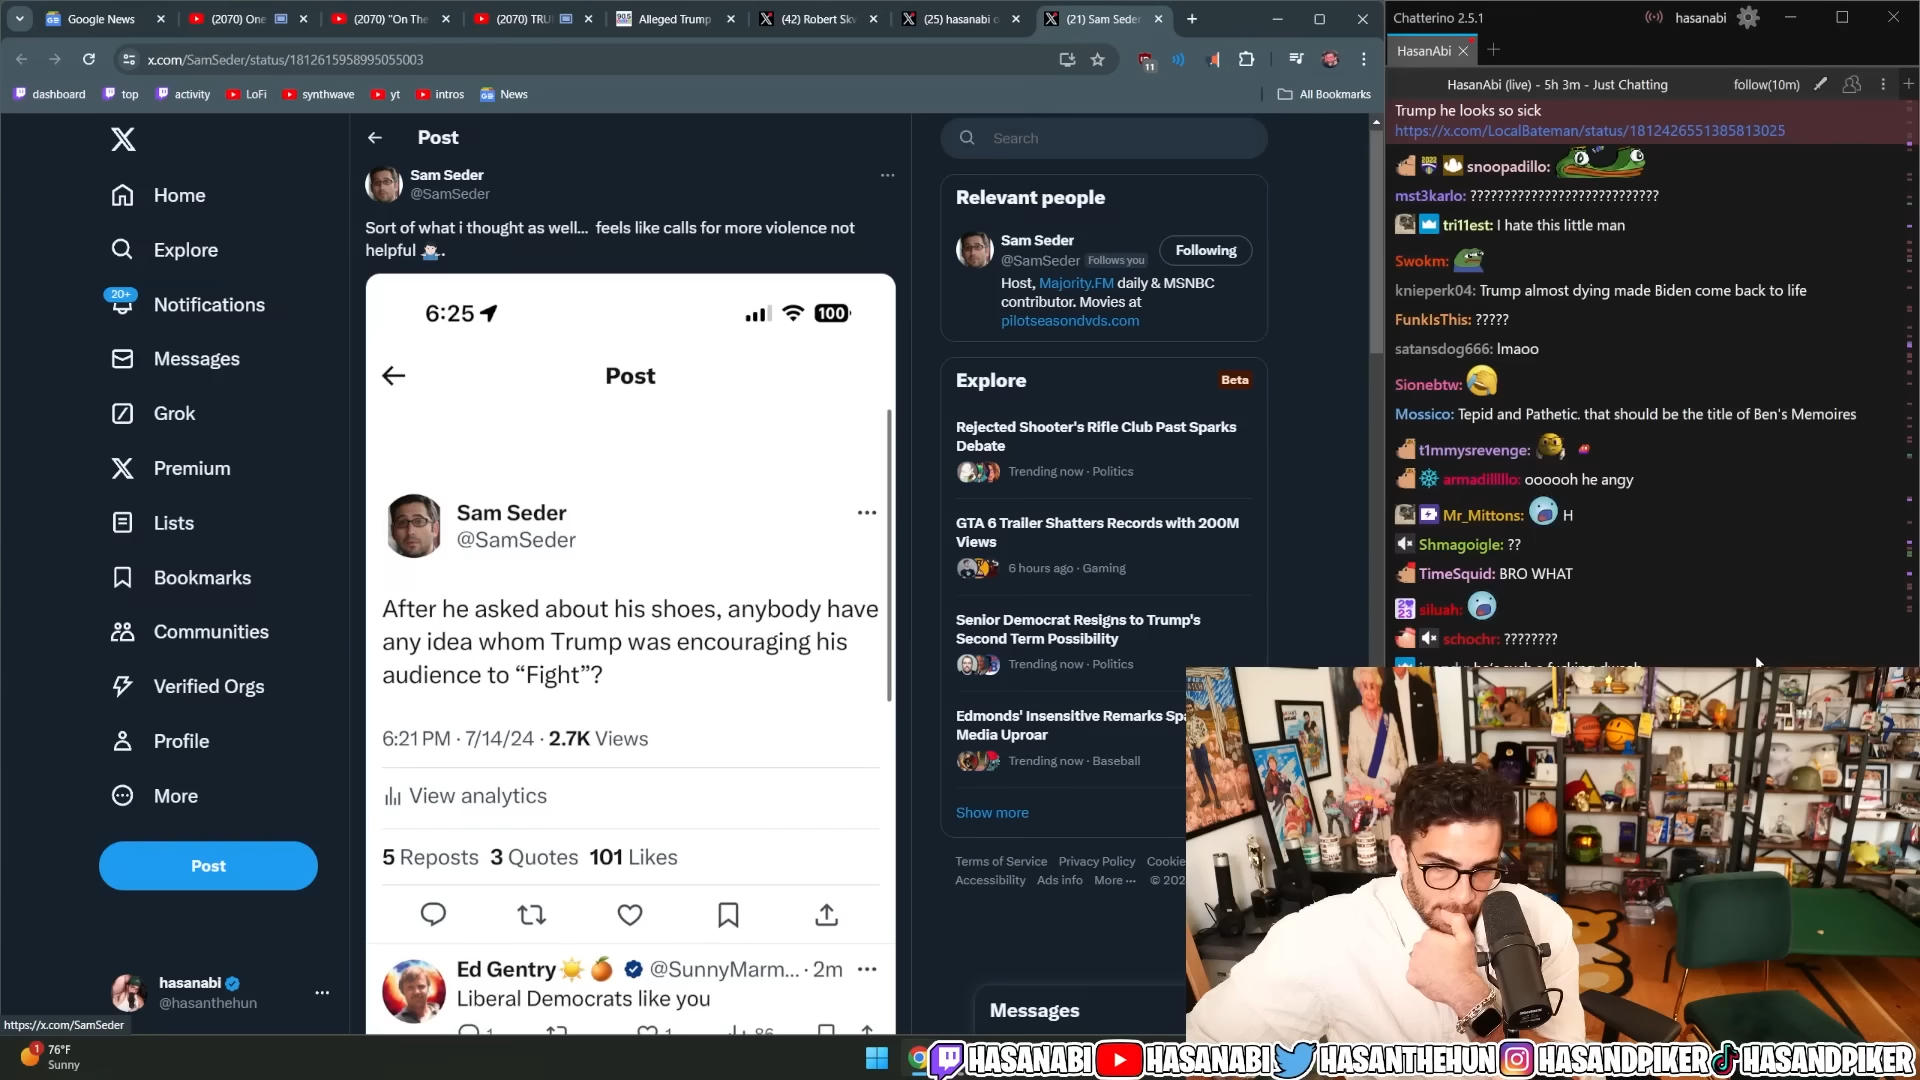 Google News
(2070) One
(2070) "On The
(2070) TRU
Alleged Trump
(42) Robert Sky
(25) hasanabi o
(21) Sam Seder
x.com/SamSeder/status/1812615958995055003
11
dashboard
top
activity
LoFi
synthwave
yt
intros
News
All Bookmarks
Home
Explore
20+
Notifications
Messages
Grok
Premium
Lists
Bookmarks
Communities
Verified Orgs
Profile
More
Post
hasanabi
@hasanthehun
https://x.com/SamSeder
1
76°F
Sunny
Post
Sam Seder
@SamSeder
Sort of what i thought as well... feels like calls for more violence not
helpful
6:25
100
Post
Sam Seder
@SamSeder
After he asked about his shoes, anybody have
any idea whom Trump was encouraging his
audience to “Fight”?
6:21 PM · 7/14/24 · 2.7K Views
View analytics
5 Reposts 3 Quotes 101 Likes
Ed Gentry @SunnyMarm... · 2m
Liberal Democrats like you
1
1
86
Search
Relevant people
Sam Seder
@SamSeder Follows you
Following
Host, Majority.FM daily & MSNBC
contributor. Movies at
pilotseasondvds.com
Explore
Beta
Rejected Shooter's Rifle Club Past Sparks
Debate
Trending now · Politics
GTA 6 Trailer Shatters Records with 200M
Views
6 hours ago · Gaming
Senior Democrat Resigns to Trump's
Second Term Possibility
Trending now · Politics
Edmonds' Insensitive Remarks Spa
Media Uproar
Trending now · Baseball
Show more
Terms of Service Privacy Policy Cookie
Accessibility Ads info More ··· © 202
Messages
Chatterino 2.5.1
hasanabi
HasanAbi
HasanAbi (live) - 5h 3m - Just Chatting
follow(10m)
Trump he looks so sick
https://x.com/LocalBateman/status/1812426551385813025
snoopadillo:
mst3karlo: ????????????????????????????
tri11est: I hate this little man
Swokm:
knieperk04: Trump almost dying made Biden come back to life
FunkIsThis: ?????
satansdog666: lmaoo
Sionebtw:
Mossico: Tepid and Pathetic. that should be the title of Ben's Memoires
t1mmysrevenge:
armadillllllo: oooooh he angy
Mr_Mittons: H
Shmagoigle: ??
TimeSquid: BRO WHAT
siluah:
schochr: ????????
HASANABI
HASANABI
HASANTHEHUN
HASANDPIKER
HASANDPIKER